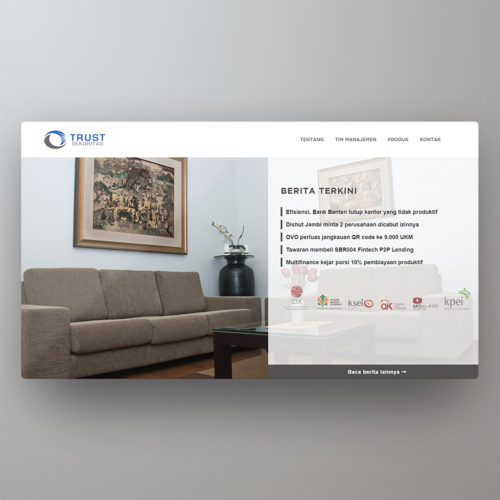 TRUST
SEKURITAS
TENTANG TIM MANAJEMEN PRODUK KONTAK
BERITA TERKINI
Efisiensi, Bank Banten tutup kantor yang tidak produktif
Dishut Jambi minta 2 perusahaan dicabut izinnya
OVO perluas jangkauan QR code ke 9.000 UKM
Tawaran membeli SBR004 Fintech P2P Lending
Multifinance kejar porsi 10% pembiayaan produktif
IDX ksei OJK AKSes-KSEI kpei
Baca berita lainnya →